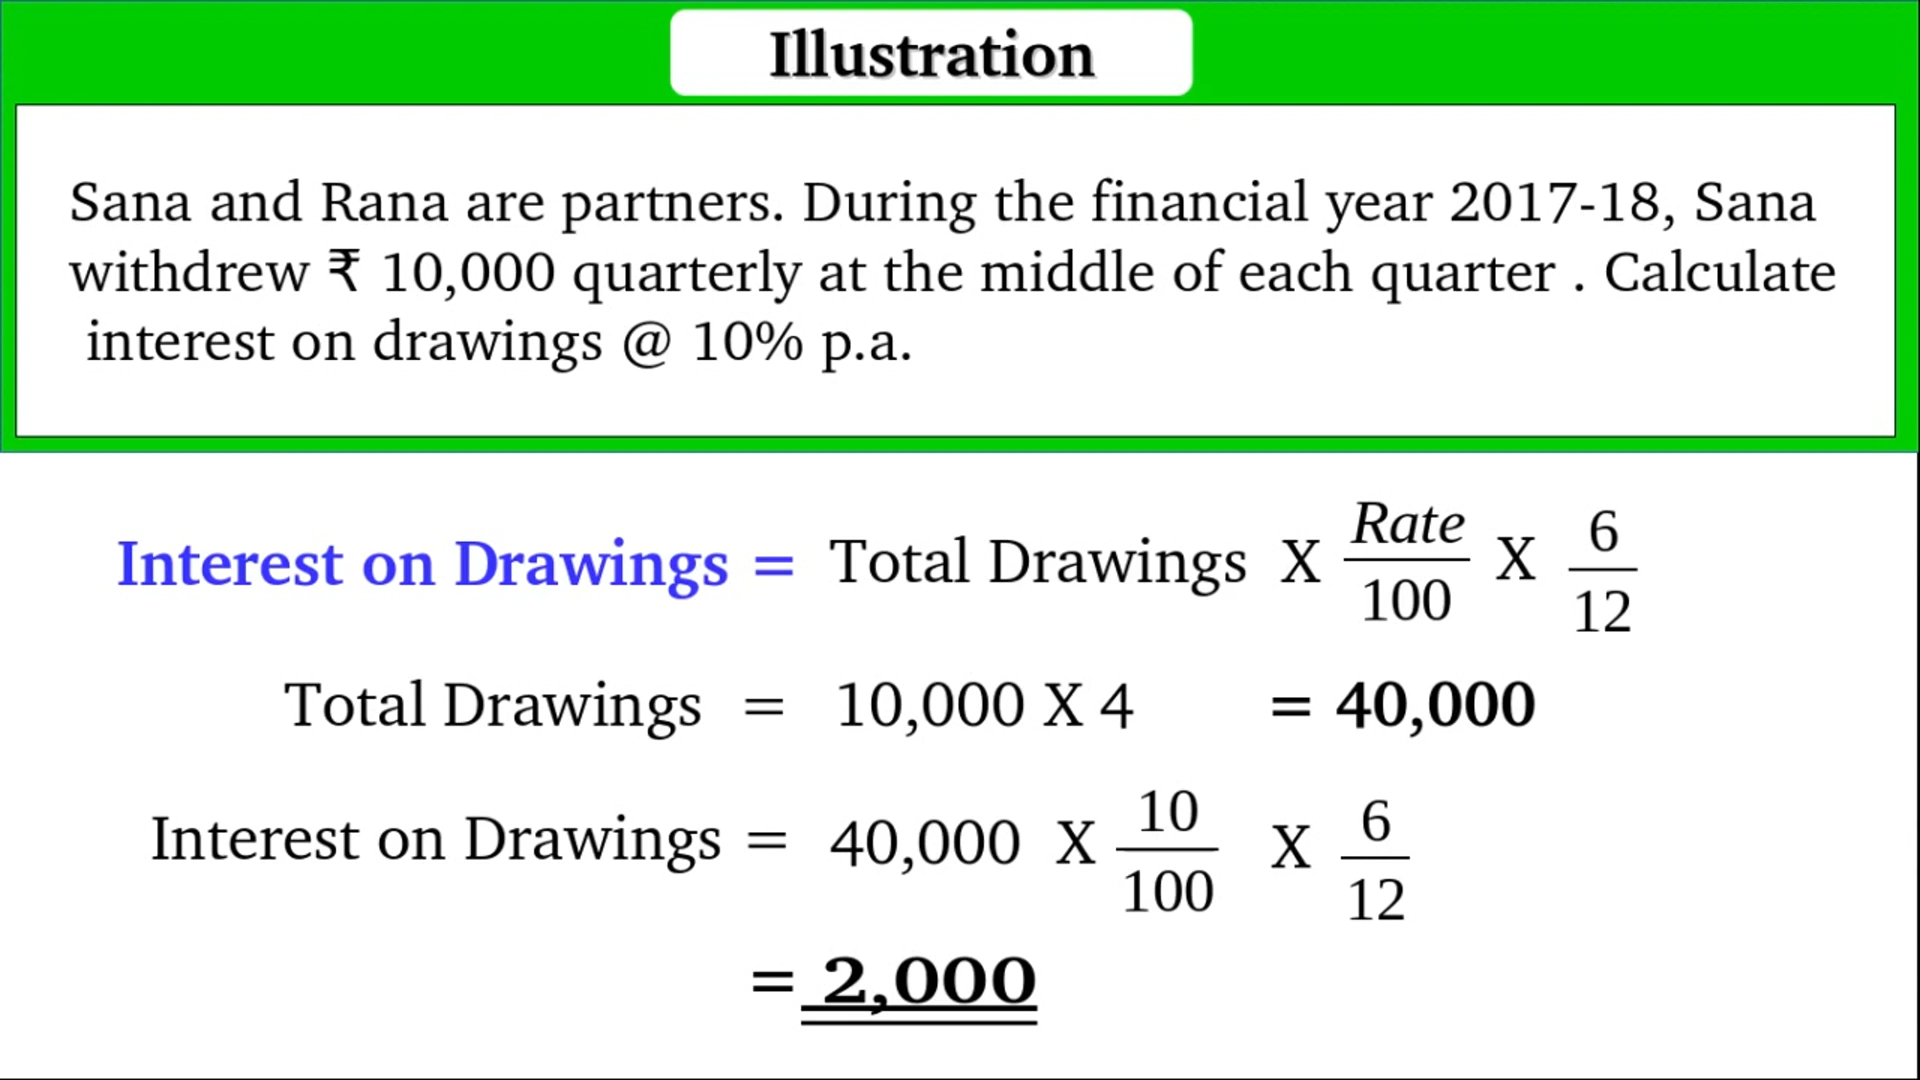 Illustration
Sana and Rana are partners. During the financial year 2017-18, Sana
withdrew ₹ 10,000 quarterly at the middle of each quarter . Calculate
interest on drawings @ 10% p.a.
Interest on Drawings = Total Drawings X Rate/100 X 6/12
Total Drawings = 10,000 X 4 = 40,000
Interest on Drawings = 40,000 X 10/100 X 6/12
= 2,000